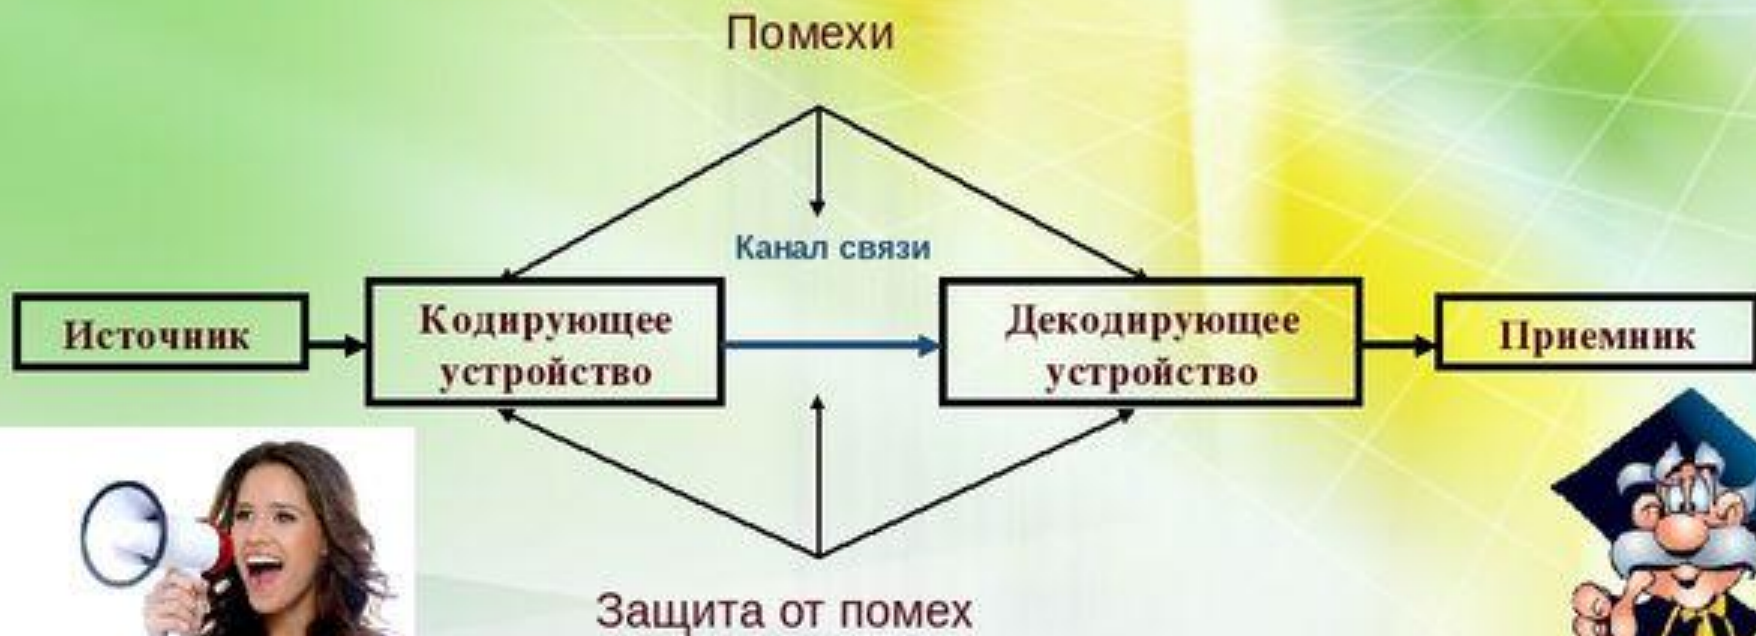 Помехи
Канал связи
Источник
Кодирующее
устройство
Декодирующее
устройство
Приемник
Защита от помех